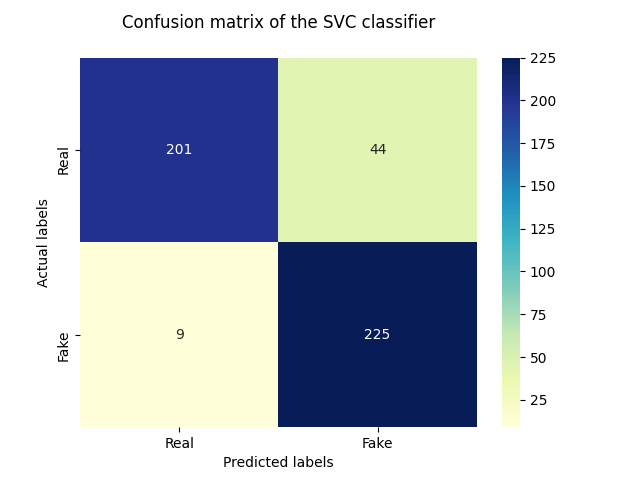 Confusion matrix of the SVC classifier
Actual labels
Real
Fake
201
44
9
225
Real
Fake
Predicted labels
225
200
175
150
125
100
75
50
25